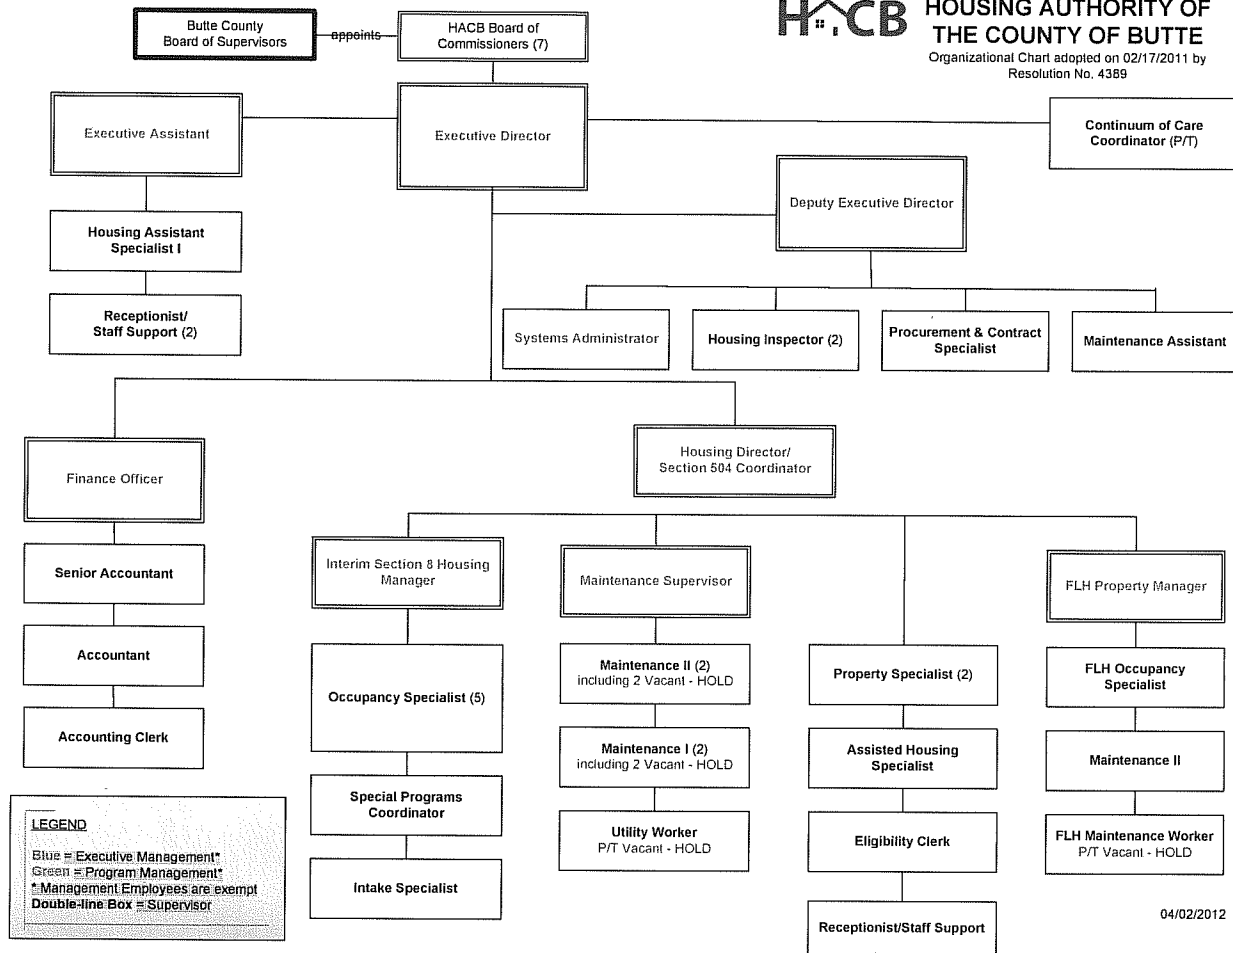 Butte County
Board of Supervisors
appoints
HACB Board of
Commissioners (7)
HACB
HOUSING AUTHORITY OF
THE COUNTY OF BUTTE
Organizational Chart adopted on 02/17/2011 by
Resolution No. 4389
Executive Assistant
Executive Director
Continuum of Care
Coordinator (P/T)
Deputy Executive Director
Housing Assistant
Specialist I
Receptionist/
Staff Support (2)
Systems Administrator
Housing Inspector (2)
Procurement & Contract
Specialist
Maintenance Assistant
Finance Officer
Housing Director/
Section 504 Coordinator
Senior Accountant
Accountant
Accounting Clerk
Interim Section 8 Housing
Manager
Occupancy Specialist (5)
Special Programs
Coordinator
Intake Specialist
Maintenance Supervisor
Maintenance II (2)
including 2 Vacant - HOLD
Maintenance I (2)
including 2 Vacant - HOLD
Utility Worker
P/T Vacant - HOLD
Property Specialist (2)
Assisted Housing
Specialist
Eligibility Clerk
Receptionist/Staff Support
FLH Property Manager
FLH Occupancy
Specialist
Maintenance II
FLH Maintenance Worker
P/T Vacant - HOLD
LEGEND
Blue = Executive Management*
Green = Program Management*
* Management Employees are exempt
Double-line Box = Supervisor
04/02/2012